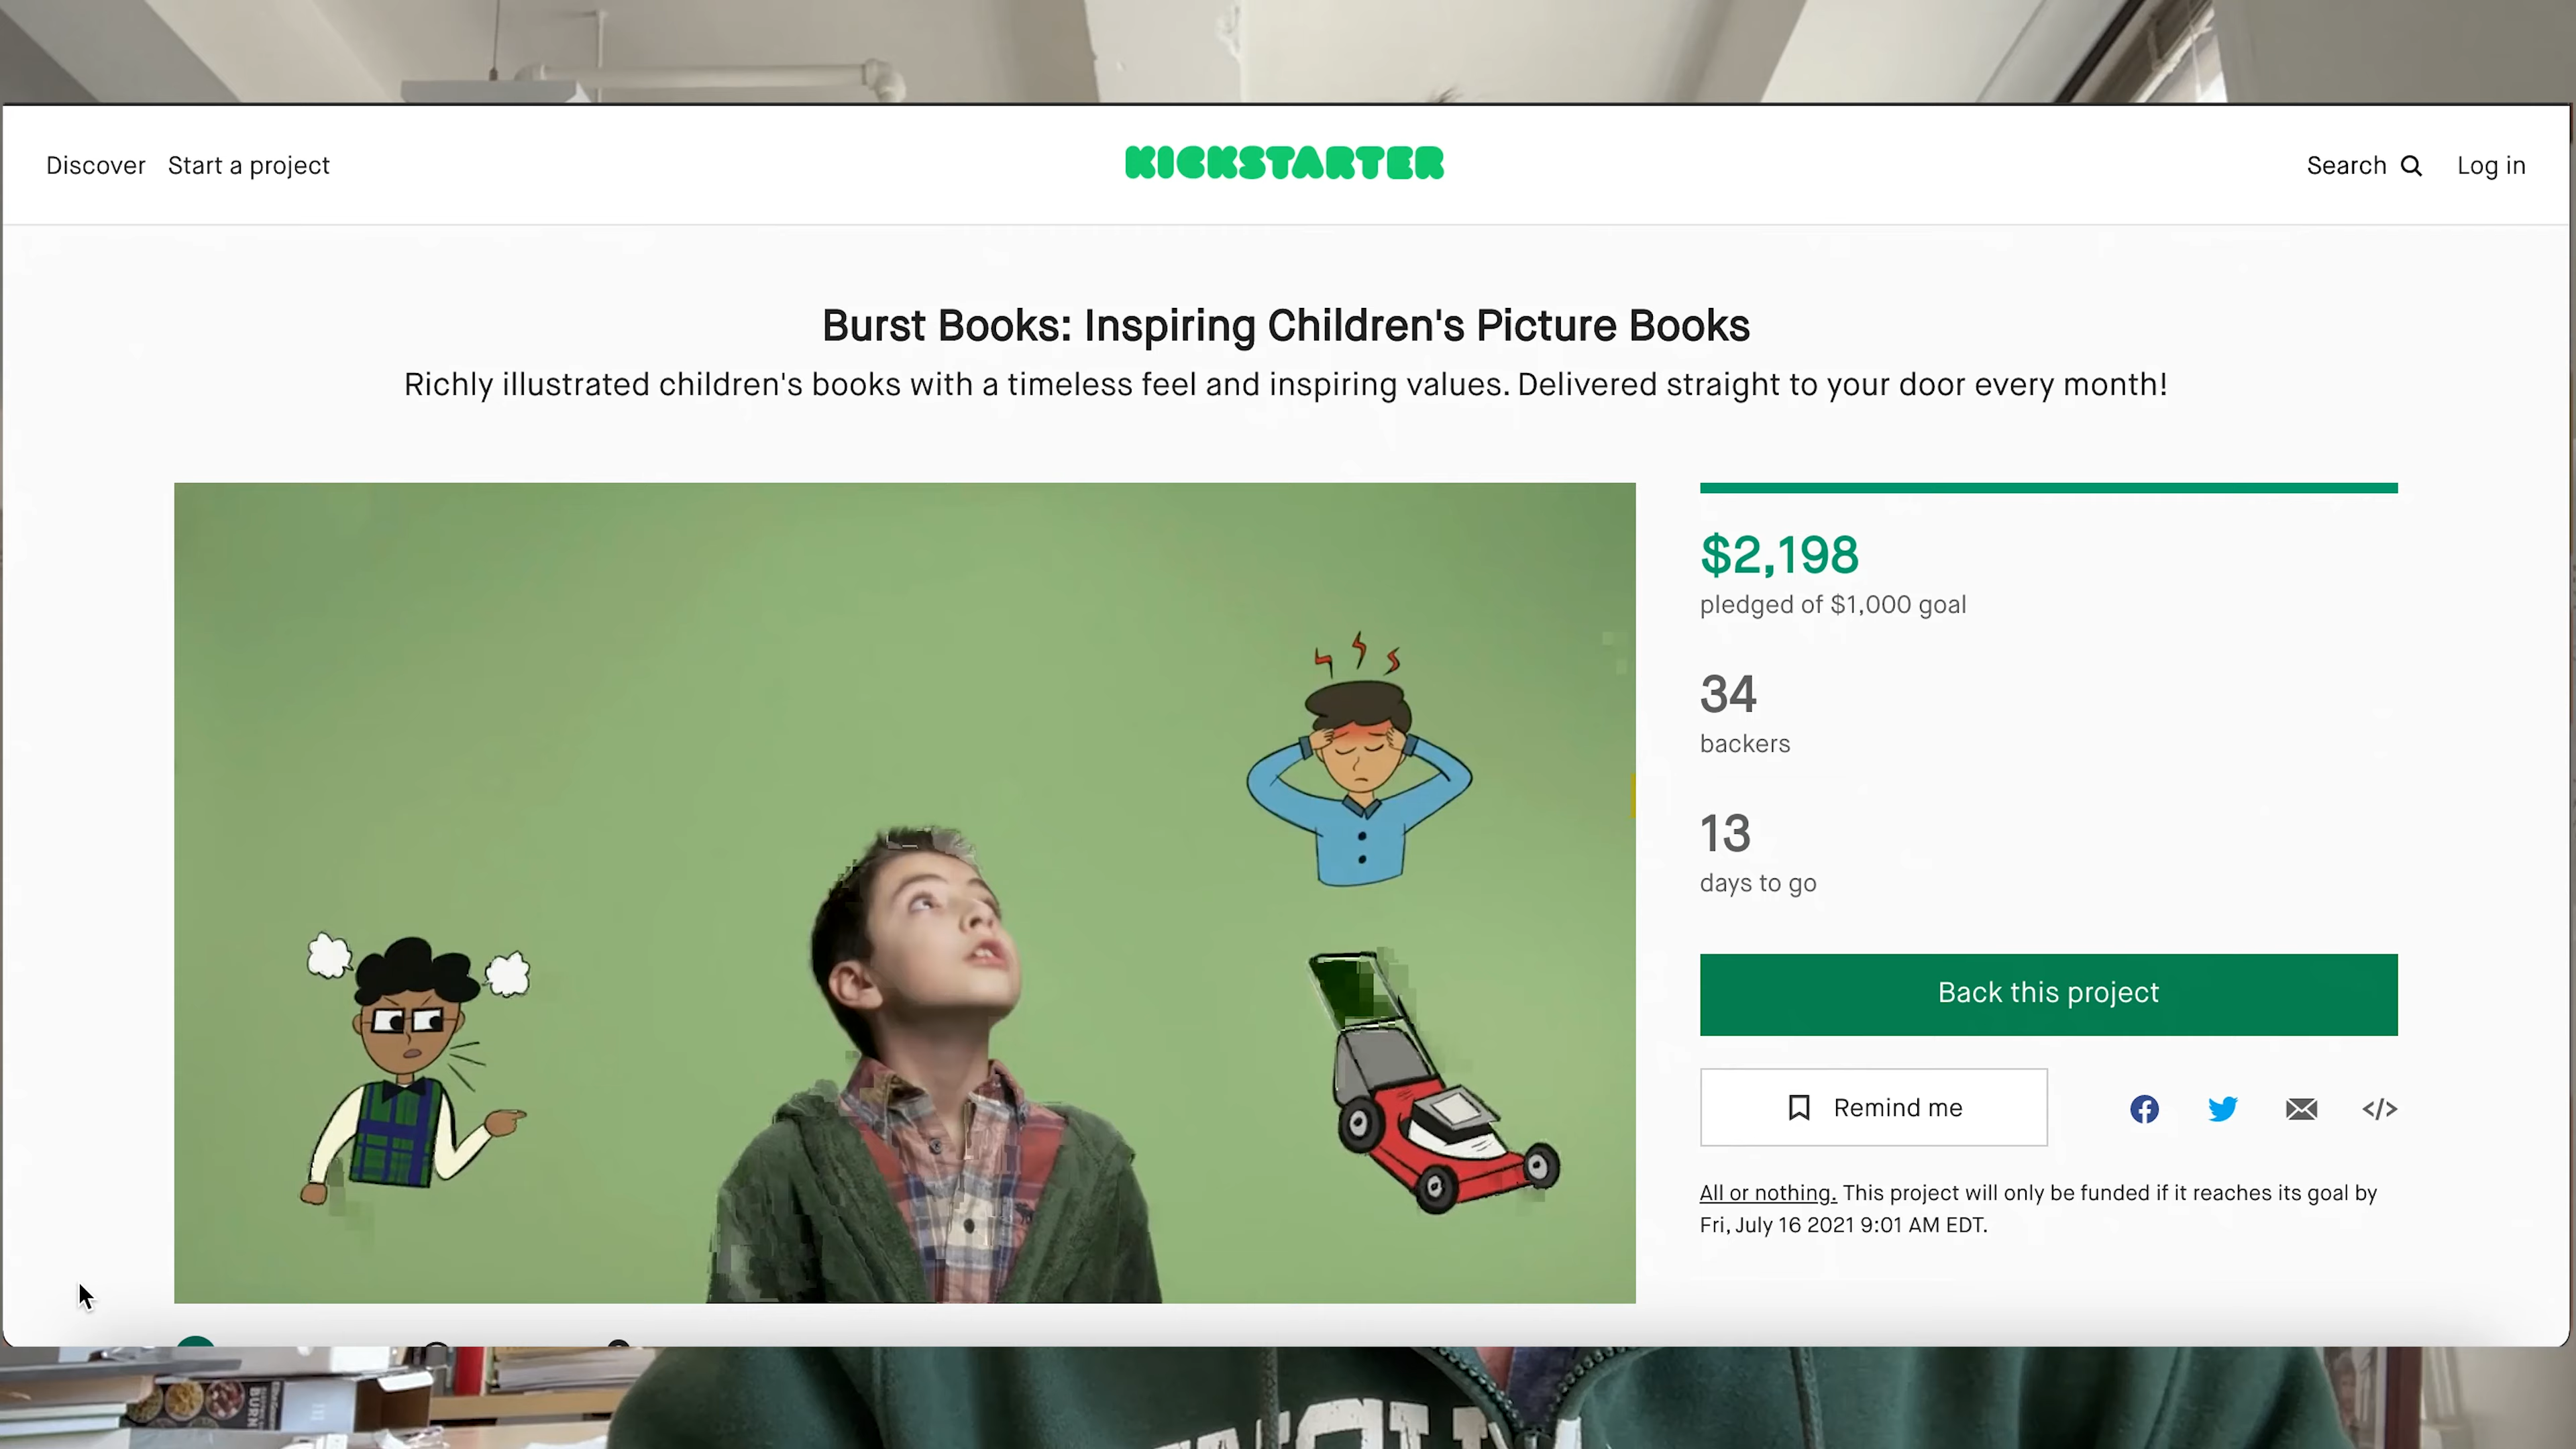 Discover Start a project KICKSTARTER Search Log in
Burst Books: Inspiring Children's Picture Books
Richly illustrated children's books with a timeless feel and inspiring values. Delivered straight to your door every month!
$2,198
pledged of $1,000 goal
34
backers
13
days to go
Back this project
Remind me
</>
All or nothing. This project will only be funded if it reaches its goal by
Fri, July 16 2021 9:01 AM EDT.
BURN